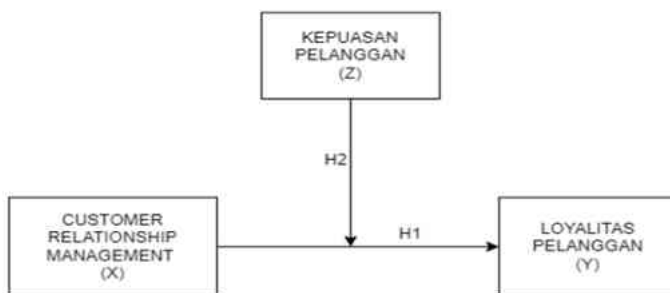 KEPUASAN
PELANGGAN
(Z)
H2
CUSTOMER
RELATIONSHIP
MANAGEMENT
(X)
H1
LOYALITAS
PELANGGAN
(Y)